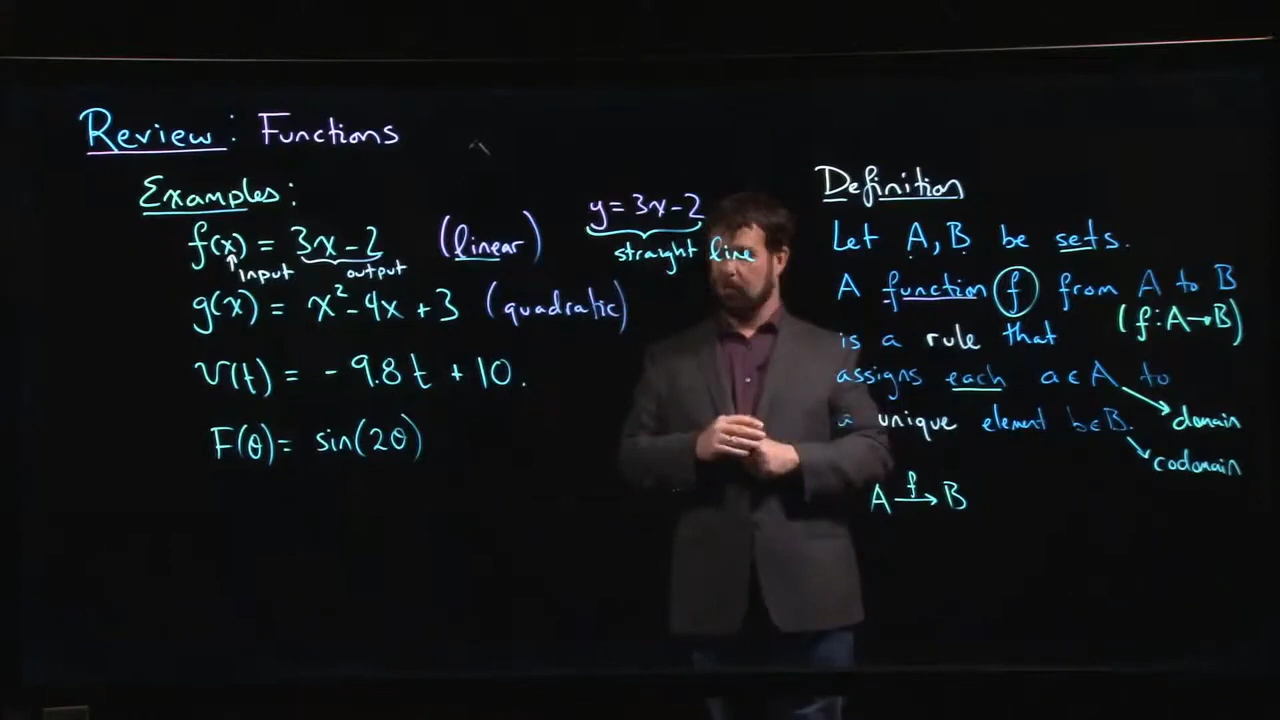 Review: Functions
Examples:
f(x) = 3x-2 (linear)
input output
y = 3x-2
straight line
g(x) = x² - 4x + 3 (quadratic)
v(t) = -9.8t + 10.
F(θ) = sin(2θ)
Definition
Let A, B be sets.
A function f from A to B
(f: A→B)
is a rule that
assigns each a∈A to
domain
a unique element b∈B.
codomain
A f→ B